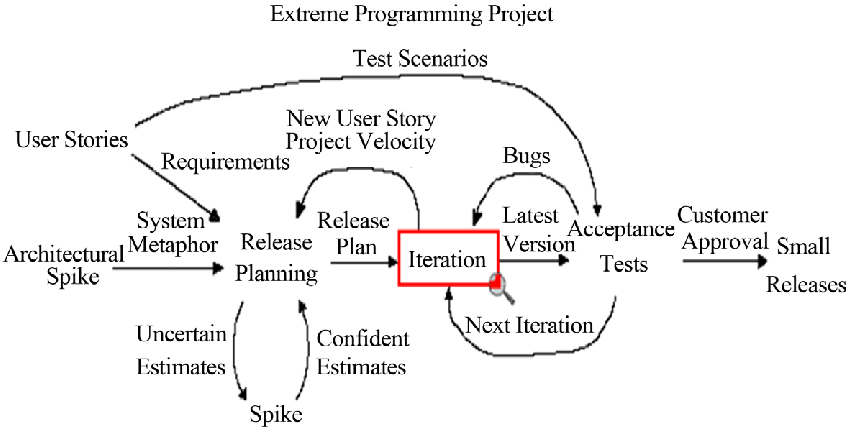 Extreme Programming Project
Test Scenarios
New User Story
Project Velocity
User Stories
Requirements
Bugs
System
Metaphor
Release
Plan
Latest
Version
Customer
Approval
Architectural
Spike
Release
Planning
Iteration
Acceptance
Tests
Small
Releases
Next Iteration
Uncertain
Estimates
Confident
Estimates
Spike